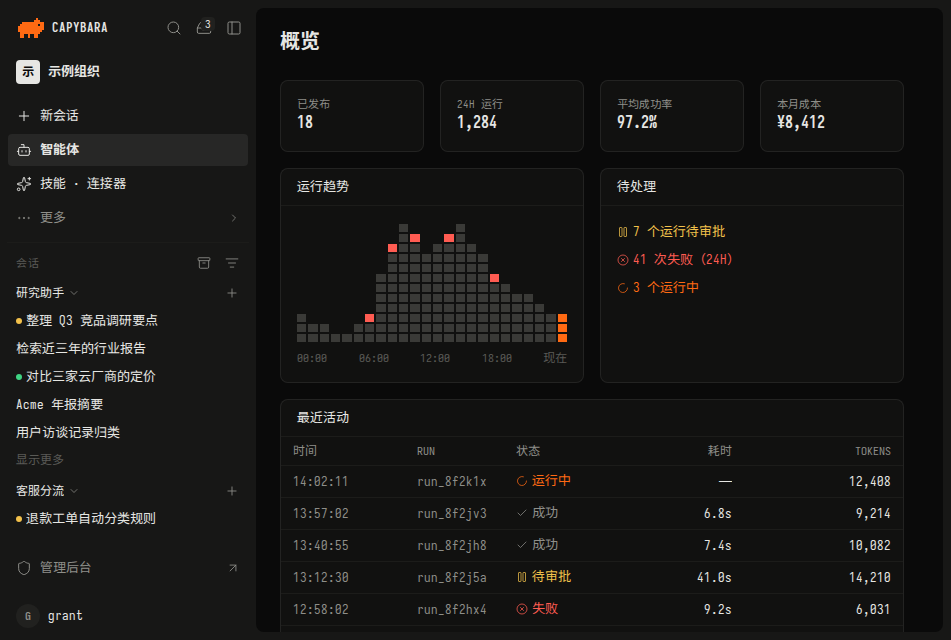 CAPYBARA
3
示 示例组织
新会话
智能体
技能 · 连接器
更多
会话
研究助手
整理 Q3 竞品调研要点
检索近三年的行业报告
对比三家云厂商的定价
Acme 年报摘要
用户访谈记录归类
显示更多
客服分流
退款工单自动分类规则
管理后台
G grant
概览
已发布
18
24H 运行
1,284
平均成功率
97.2%
本月成本
¥8,412
运行趋势
00:00 06:00 12:00 18:00 现在
待处理
7 个运行待审批
41 次失败 (24H)
3 个运行中
最近活动
时间 RUN 状态 耗时 TOKENS
14:02:11 run_8f2k1x 运行中 — 12,408
13:57:02 run_8f2jv3 成功 6.8s 9,214
13:40:55 run_8f2jh8 成功 7.4s 10,082
13:12:30 run_8f2j5a 待审批 41.0s 14,210
12:58:02 run_8f2hx4 失败 9.2s 6,031